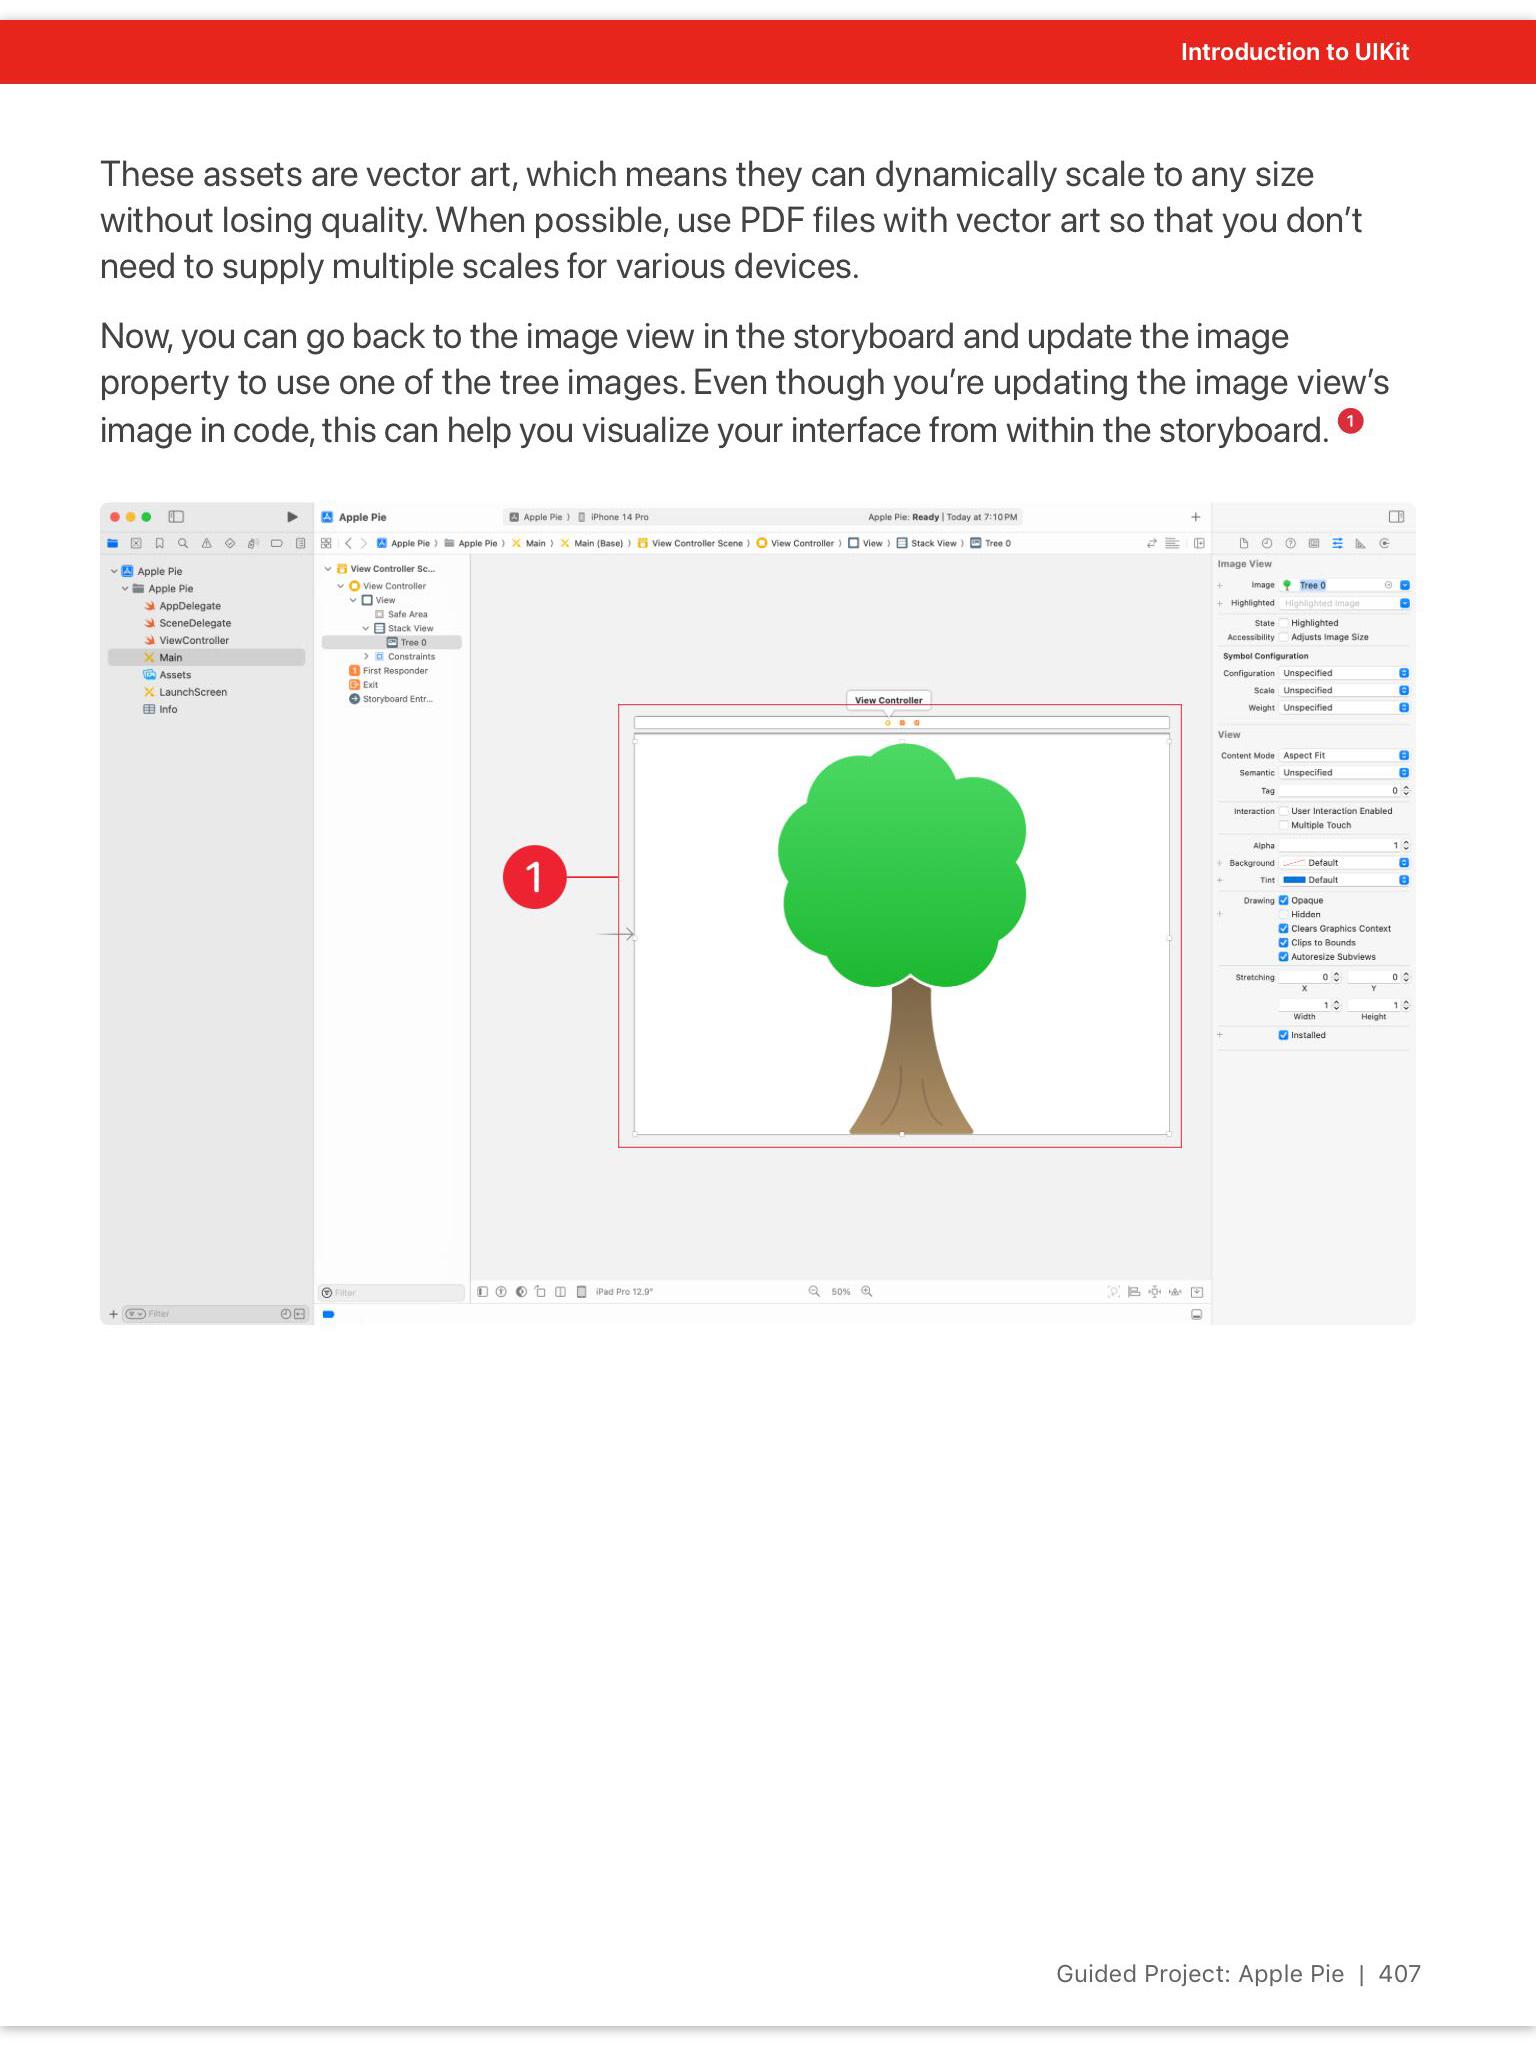 Introduction to UIKit
These assets are vector art, which means they can dynamically scale to any size
without losing quality. When possible, use PDF files with vector art so that you don’t
need to supply multiple scales for various devices.
Now, you can go back to the image view in the storyboard and update the image
property to use one of the tree images. Even though you’re updating the image view’s
image in code, this can help you visualize your interface from within the storyboard. 1
Apple Pie
Apple Pie ⟩ iPhone 14 Pro
Apple Pie: Ready | Today at 7:10 PM
Apple Pie ⟩ Apple Pie ⟩ Main ⟩ Main (Base) ⟩ View Controller Scene ⟩ View Controller ⟩ View ⟩ Stack View ⟩ Tree 0
Apple Pie
Apple Pie
AppDelegate
SceneDelegate
ViewController
Main
Assets
LaunchScreen
Info
Filter
View Controller Sc...
View Controller
View
Safe Area
Stack View
Tree 0
Constraints
First Responder
Exit
Storyboard Entr...
Filter
View Controller
1
iPad Pro 12.9"
50%
Image View
Image Tree 0
Highlighted Highlighted Image
State Highlighted
Accessibility Adjusts Image Size
Symbol Configuration
Configuration Unspecified
Scale Unspecified
Weight Unspecified
View
Content Mode Aspect Fit
Semantic Unspecified
Tag 0
Interaction User Interaction Enabled
Multiple Touch
Alpha 1
Background Default
Tint Default
Drawing Opaque
Hidden
Clears Graphics Context
Clips to Bounds
Autoresize Subviews
Stretching 0 0
X Y
1 1
Width Height
Installed
Guided Project: Apple Pie | 407